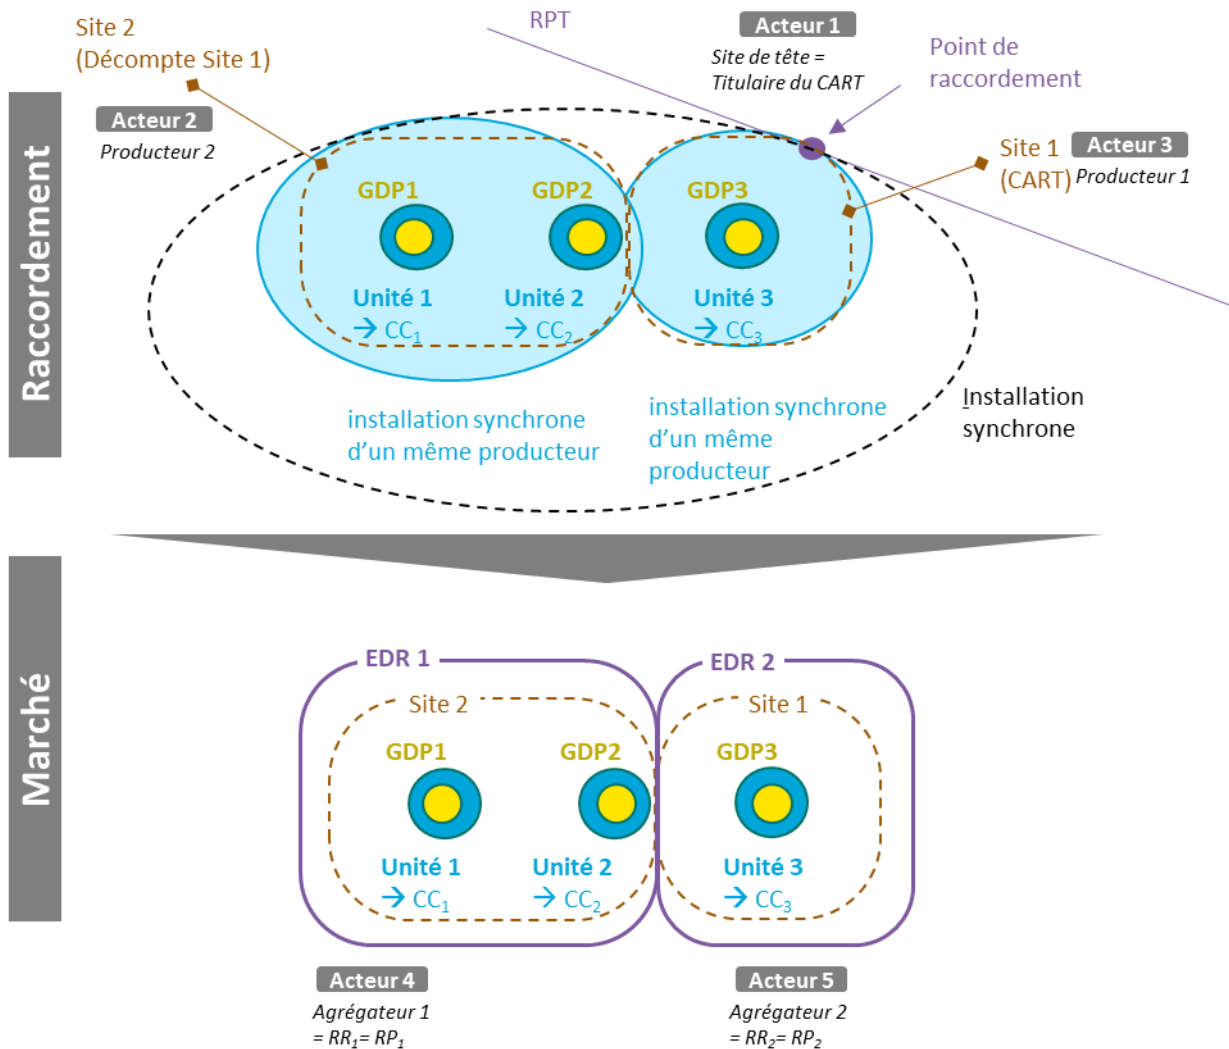 Raccordement
Site 2
(Décompte Site 1)
Acteur 2
Producteur 2
RPT
Acteur 1
Site de tête =
Titulaire du CART
Point de
raccordement
Site 1
(CART)
Acteur 3
Producteur 1
GDP1
GDP2
GDP3
Unité 1
→ CC₁
Unité 2
→ CC₂
Unité 3
→ CC₃
installation synchrone
d'un même producteur
installation synchrone
d'un même
producteur
Installation
synchrone
Marché
EDR 1
EDR 2
Site 2
Site 1
GDP1
GDP2
GDP3
Unité 1
→ CC₁
Unité 2
→ CC₂
Unité 3
→ CC₃
Acteur 4
Agrégateur 1
= RR₁= RP₁
Acteur 5
Agrégateur 2
= RR₂= RP₂